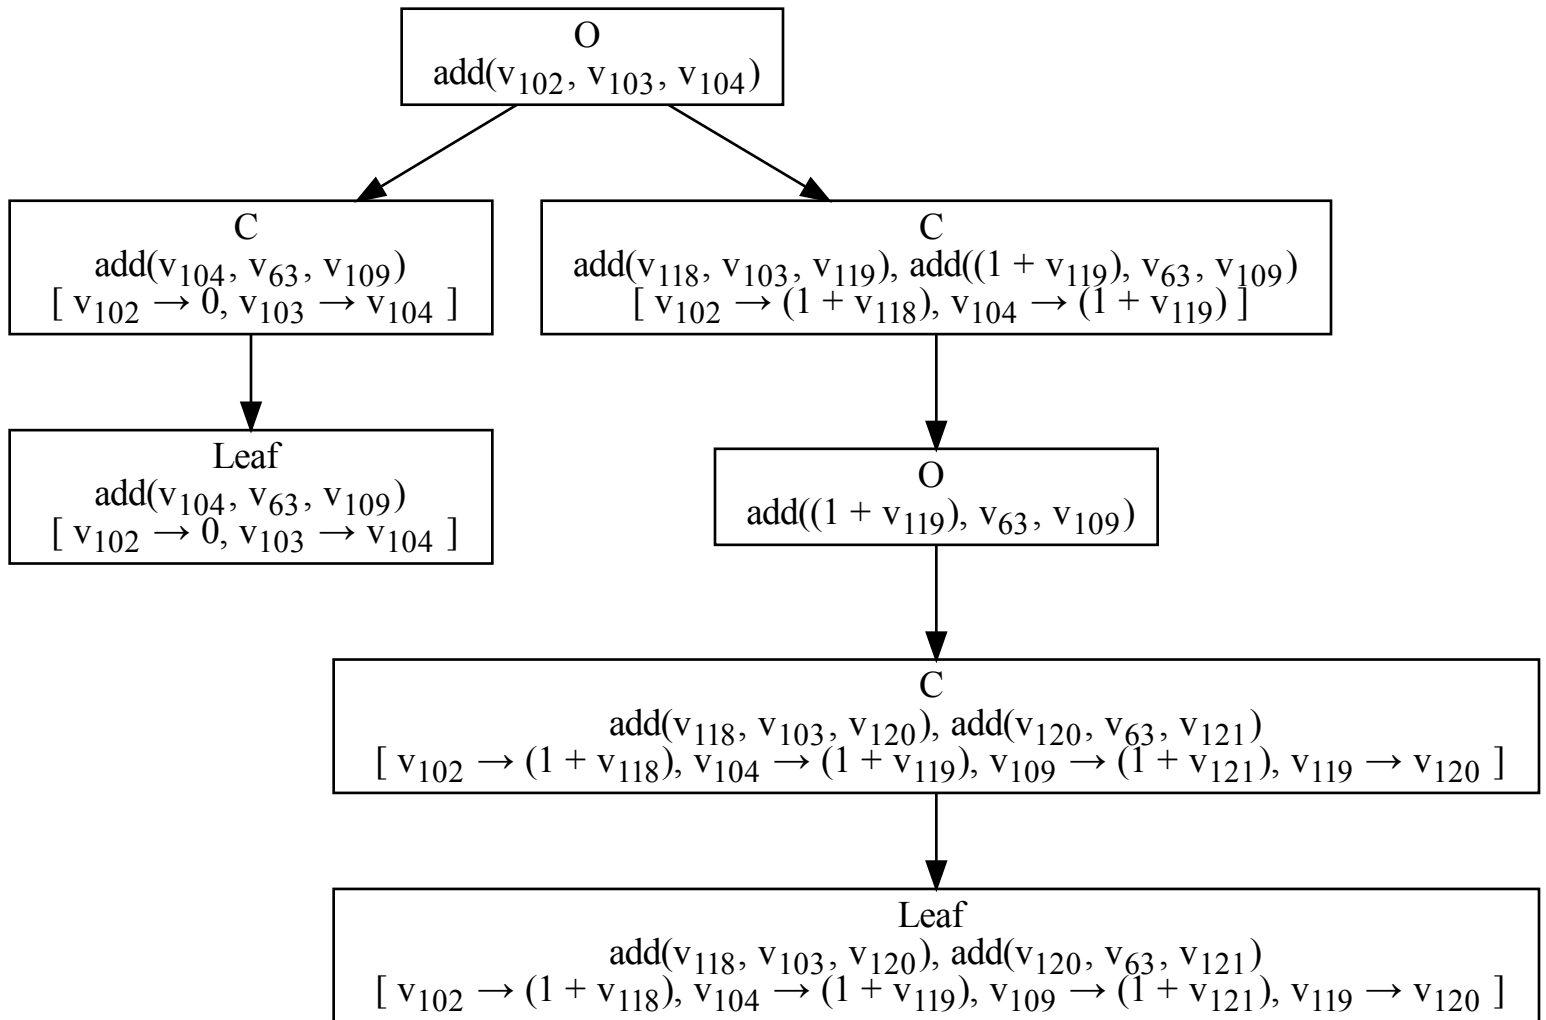 O
add(v₁₀₂, v₁₀₃, v₁₀₄)
C
add(v₁₀₄, v₆₃, v₁₀₉)
[ v₁₀₂ → 0, v₁₀₃ → v₁₀₄ ]
C
add(v₁₁₈, v₁₀₃, v₁₁₉), add((1 + v₁₁₉), v₆₃, v₁₀₉)
[ v₁₀₂ → (1 + v₁₁₈), v₁₀₄ → (1 + v₁₁₉) ]
Leaf
add(v₁₀₄, v₆₃, v₁₀₉)
[ v₁₀₂ → 0, v₁₀₃ → v₁₀₄ ]
O
add((1 + v₁₁₉), v₆₃, v₁₀₉)
C
add(v₁₁₈, v₁₀₃, v₁₂₀), add(v₁₂₀, v₆₃, v₁₂₁)
[ v₁₀₂ → (1 + v₁₁₈), v₁₀₄ → (1 + v₁₁₉), v₁₀₉ → (1 + v₁₂₁), v₁₁₉ → v₁₂₀ ]
Leaf
add(v₁₁₈, v₁₀₃, v₁₂₀), add(v₁₂₀, v₆₃, v₁₂₁)
[ v₁₀₂ → (1 + v₁₁₈), v₁₀₄ → (1 + v₁₁₉), v₁₀₉ → (1 + v₁₂₁), v₁₁₉ → v₁₂₀ ]